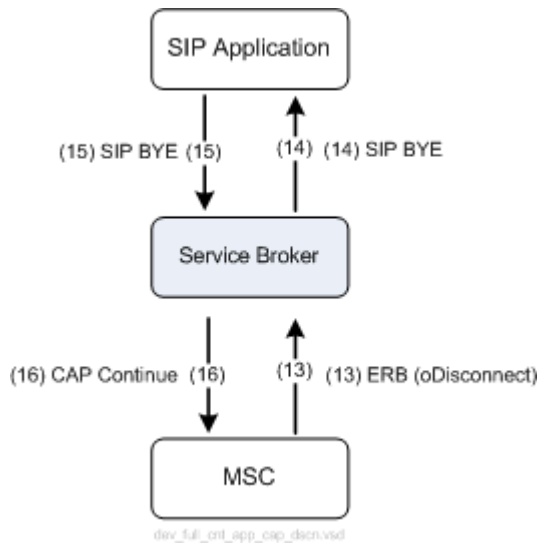 SIP Application
(15) SIP BYE (15) (14) (14) SIP BYE
Service Broker
(16) CAP Continue (16) (13) (13) ERB (oDisconnect)
MSC
dev_full_cnt_app_cap_dscn.vsd